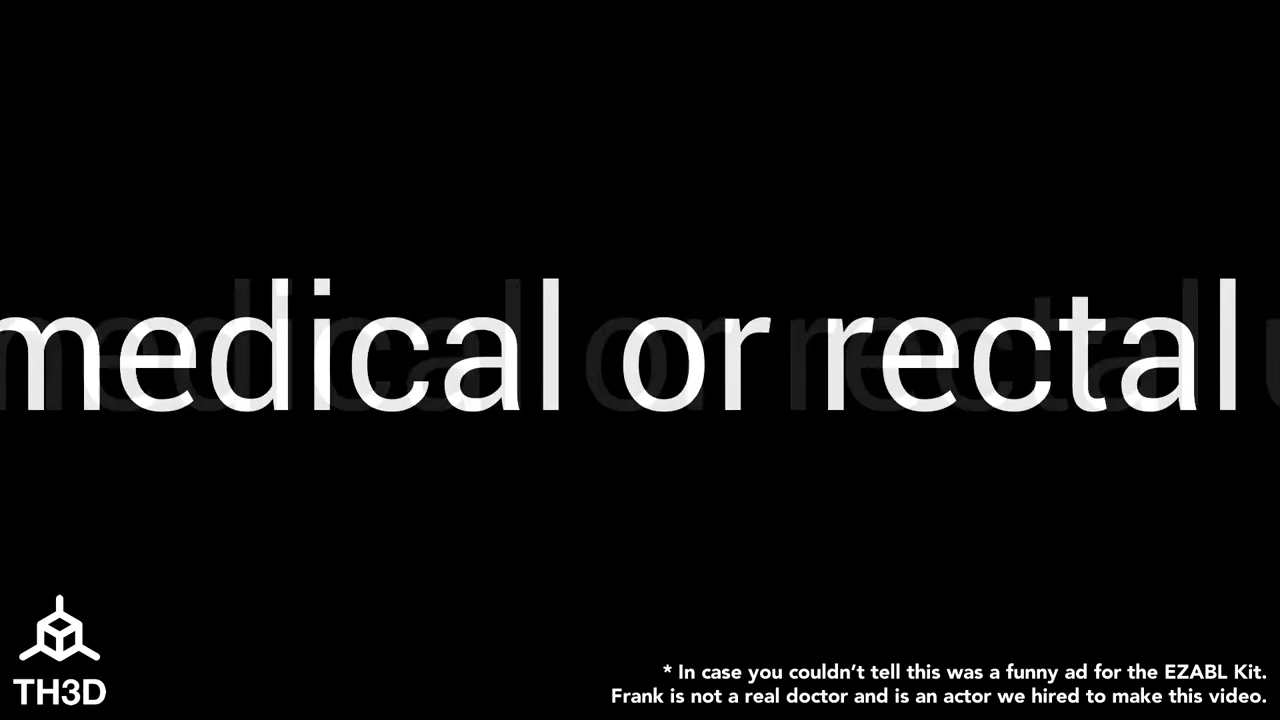 medical or rectal
TH3D
* In case you couldn't tell this was a funny ad for the EZABL Kit.
Frank is not a real doctor and is an actor we hired to make this video.